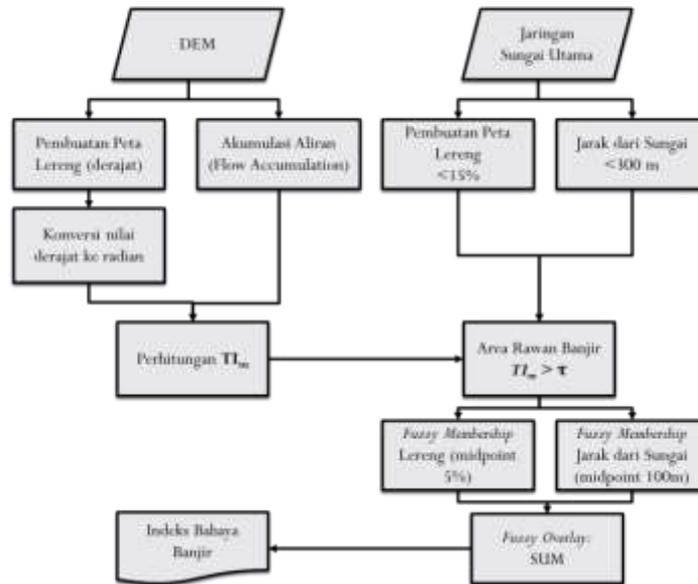 DEM
Jaringan
Sungai Utama
Pembuatan Peta
Lereng (derajat)
Akumulasi Aliran
(Flow Accumulation)
Pembuatan Peta
Lereng
<15%
Jarak dari Sungai
<300 m
Konversi nilai
derajat ke radian
Perhitungan TIm
Area Rawan Banjir
TIm > τ
Fuzzy Membership
Lereng (midpoint
5%)
Fuzzy Membership
Jarak dari Sungai
(midpoint 100m)
Indeks Bahaya
Banjir
Fuzzy Overlay:
SUM